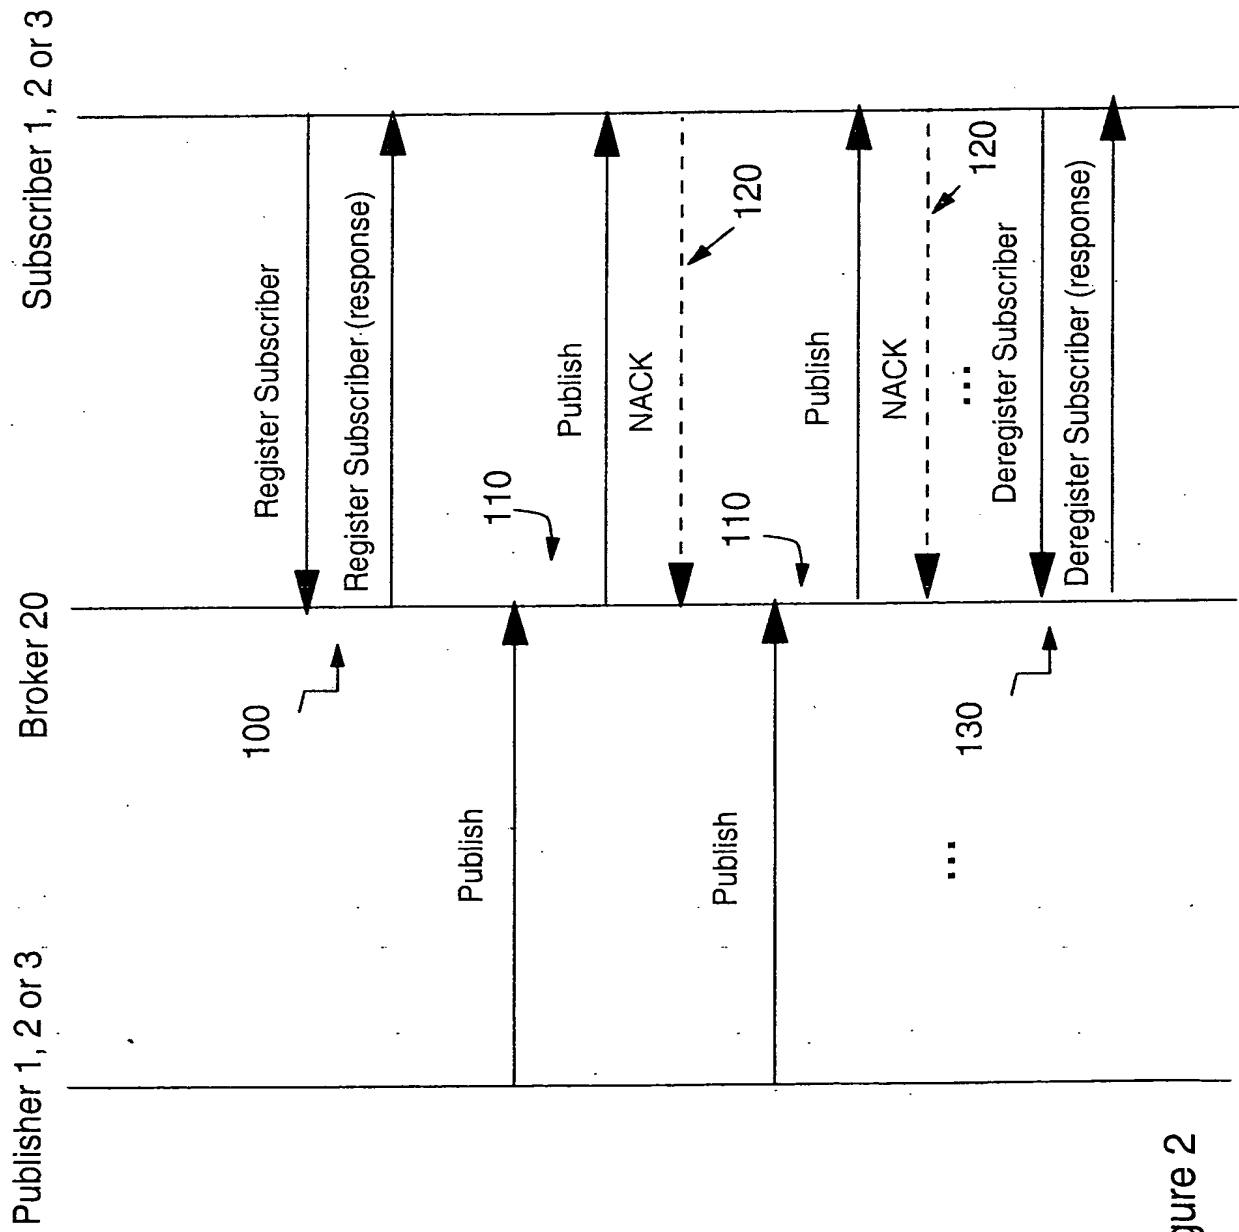 Publisher 1, 2 or 3
Broker 20
Subscriber 1, 2 or 3
Register Subscriber
100
Register Subscriber (response)
Publish
110
Publish
NACK
120
Publish
110
Publish
NACK
120
...
...
Deregister Subscriber
130
Deregister Subscriber (response)
gure 2